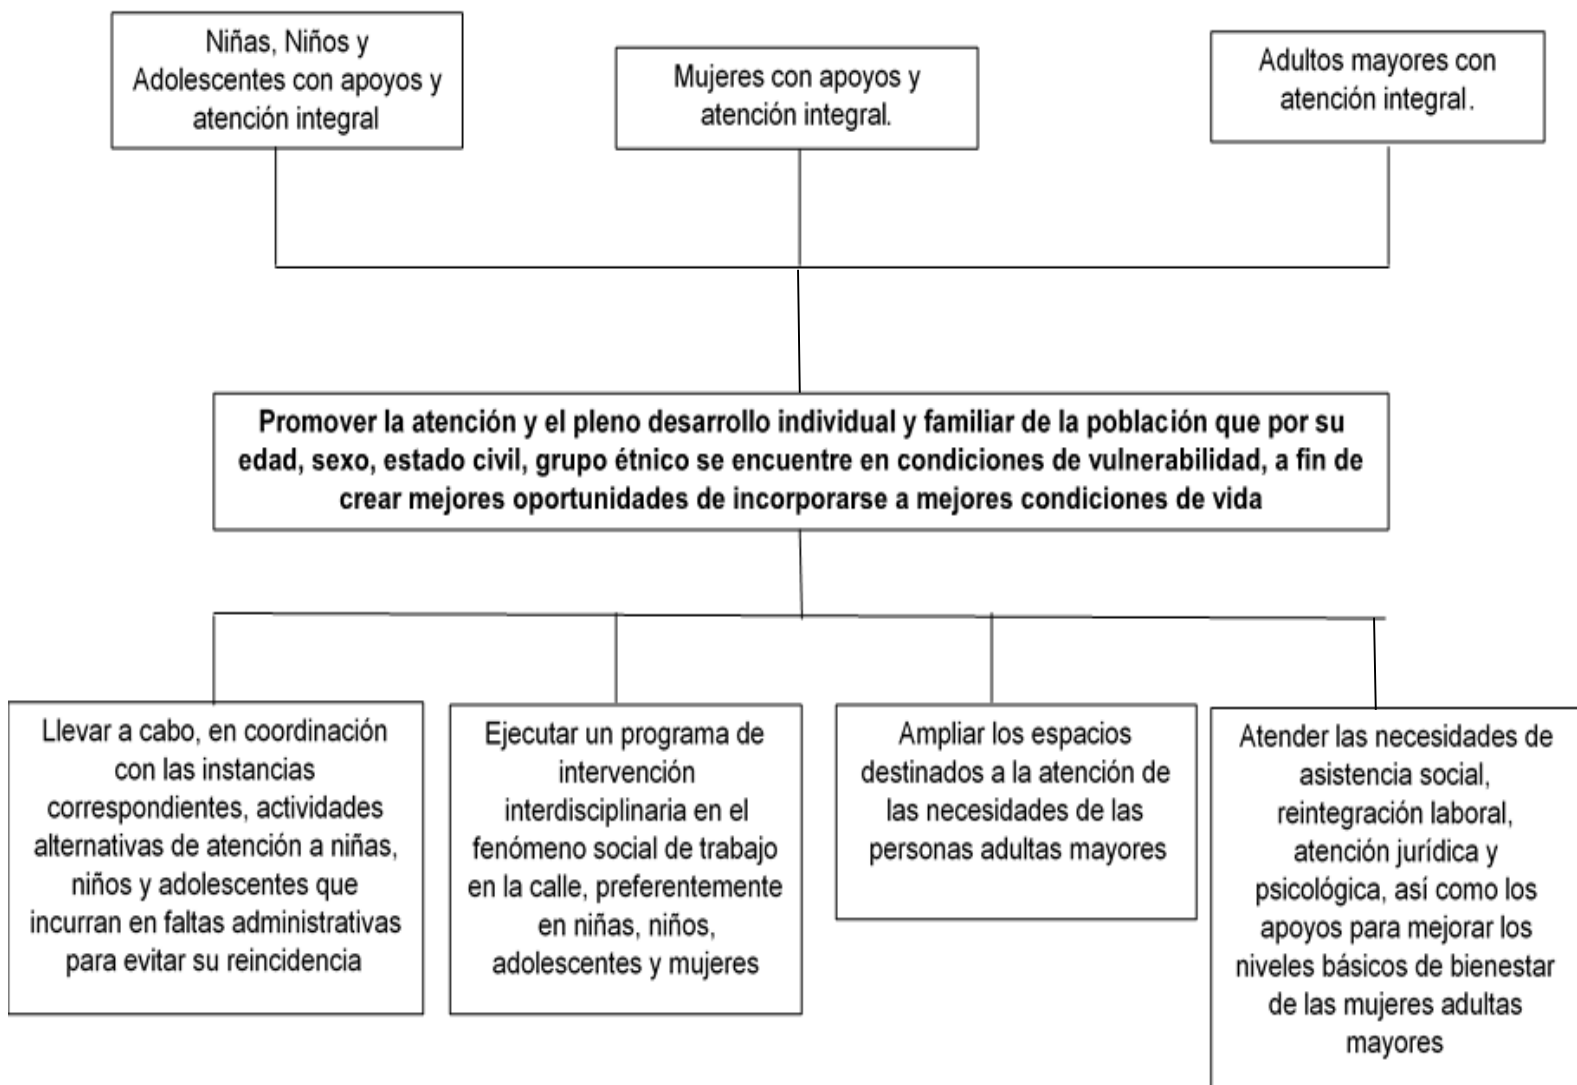 Niñas, Niños y
Adolescentes con apoyos y
atención integral
Mujeres con apoyos y
atención integral.
Adultos mayores con
atención integral.
Promover la atención y el pleno desarrollo individual y familiar de la población que por su
edad, sexo, estado civil, grupo étnico se encuentre en condiciones de vulnerabilidad, a fin de
crear mejores oportunidades de incorporarse a mejores condiciones de vida
Llevar a cabo, en coordinación
con las instancias
correspondientes, actividades
alternativas de atención a niñas,
niños y adolescentes que
incurran en faltas administrativas
para evitar su reincidencia
Ejecutar un programa de
intervención
interdisciplinaria en el
fenómeno social de trabajo
en la calle, preferentemente
en niñas, niños,
adolescentes y mujeres
Ampliar los espacios
destinados a la atención de
las necesidades de las
personas adultas mayores
Atender las necesidades de
asistencia social,
reintegración laboral,
atención jurídica y
psicológica, así como los
apoyos para mejorar los
niveles básicos de bienestar
de las mujeres adultas
mayores